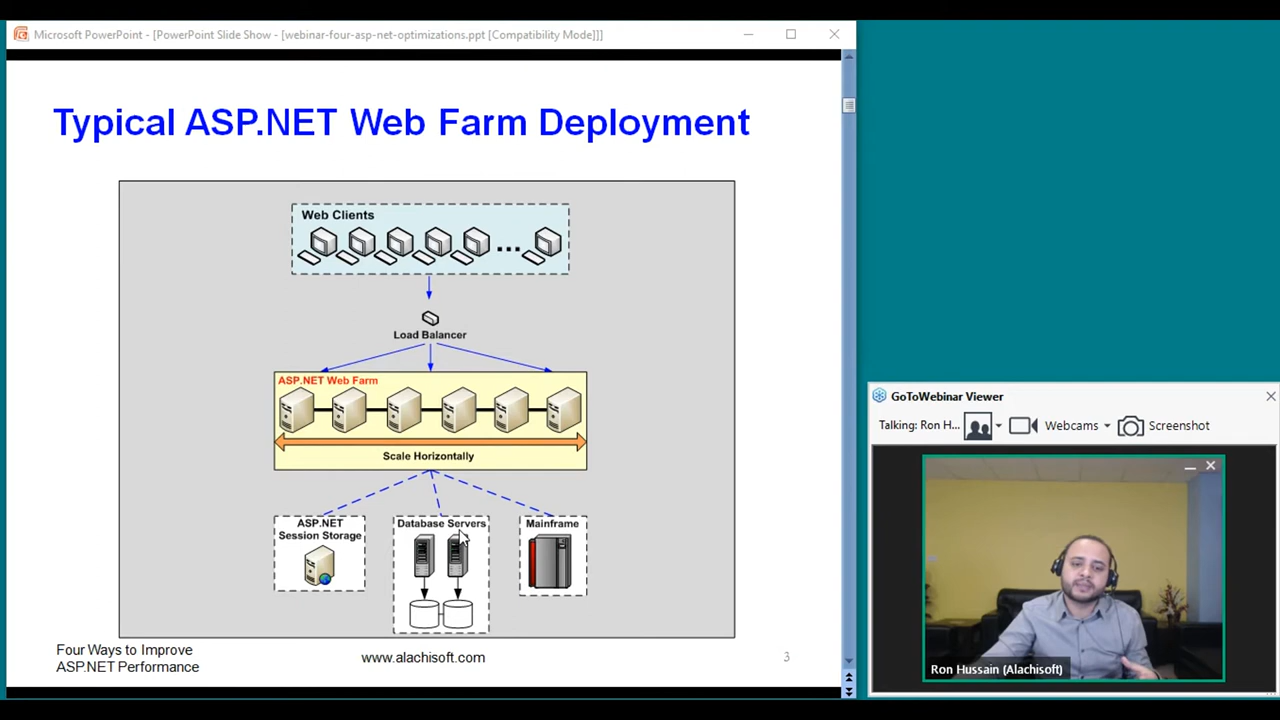 Microsoft PowerPoint - [PowerPoint Slide Show - [webinar-four-asp-net-optimizations.ppt [Compatibility Mode]]]
Typical ASP.NET Web Farm Deployment
Web Clients
...
Load Balancer
ASP.NET Web Farm
Scale Horizontally
ASP.NET
Session Storage
Database Servers
Mainframe
Four Ways to Improve
ASP.NET Performance
www.alachisoft.com
3
GoToWebinar Viewer
Talking: Ron H...
Webcams
Screenshot
Ron Hussain (Alachisoft)